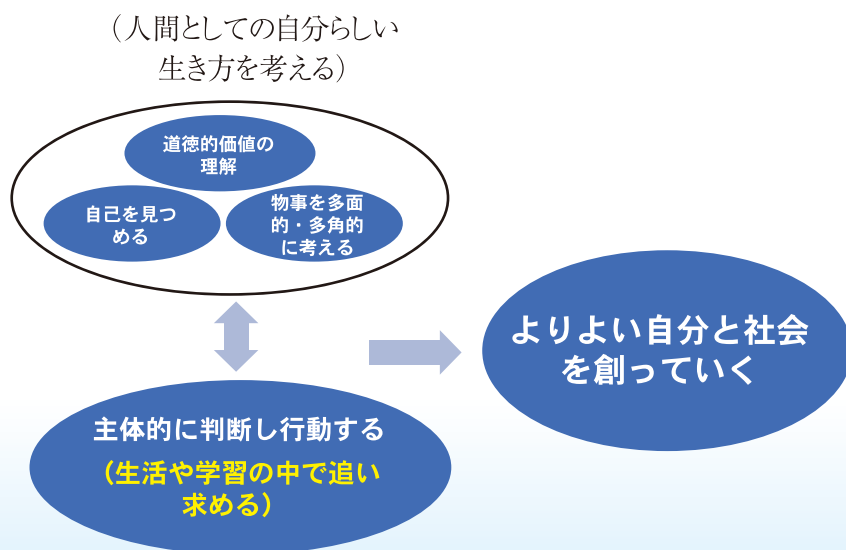 （人間としての自分らしい
生き方を考える）
道徳的価値の
理解
自己を見つ
める
物事を多面
的・多角的
に考える
よりよい自分と社会
を創っていく
主体的に判断し行動する
（生活や学習の中で追い
求める）